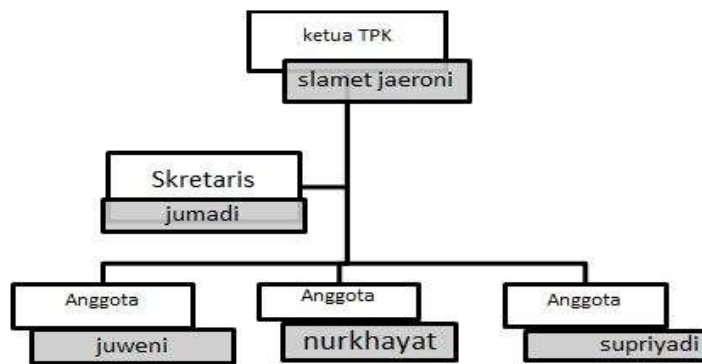 ketua TPK
slamet jaeroni
Skretaris
jumadi
Anggota
juweni
Anggota
nurkhayat
Anggota
supriyadi